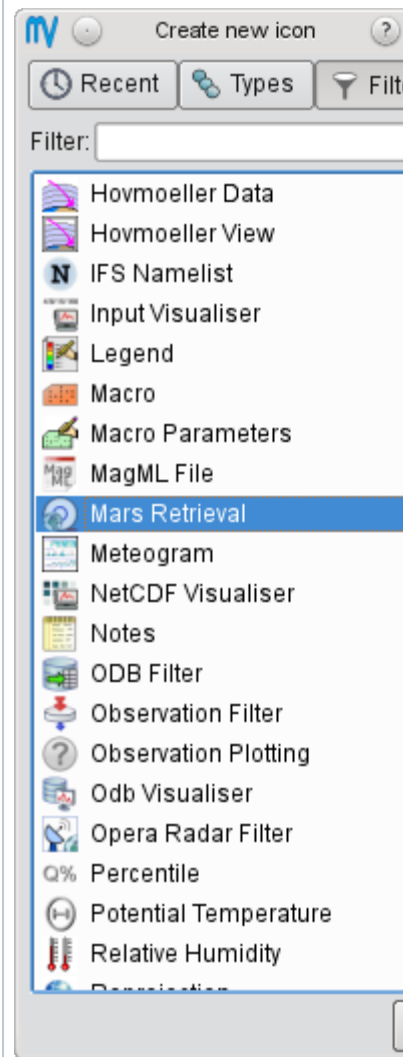 Create new icon
Recent Types Filt
Filter:
Hovmoeller Data
Hovmoeller View
N IFS Namelist
Input Visualiser
Legend
Macro
Macro Parameters
MagML File
Mars Retrieval
Meteogram
NetCDF Visualiser
Notes
ODB Filter
Observation Filter
? Observation Plotting
Odb Visualiser
Opera Radar Filter
Q% Percentile
Potential Temperature
Relative Humidity